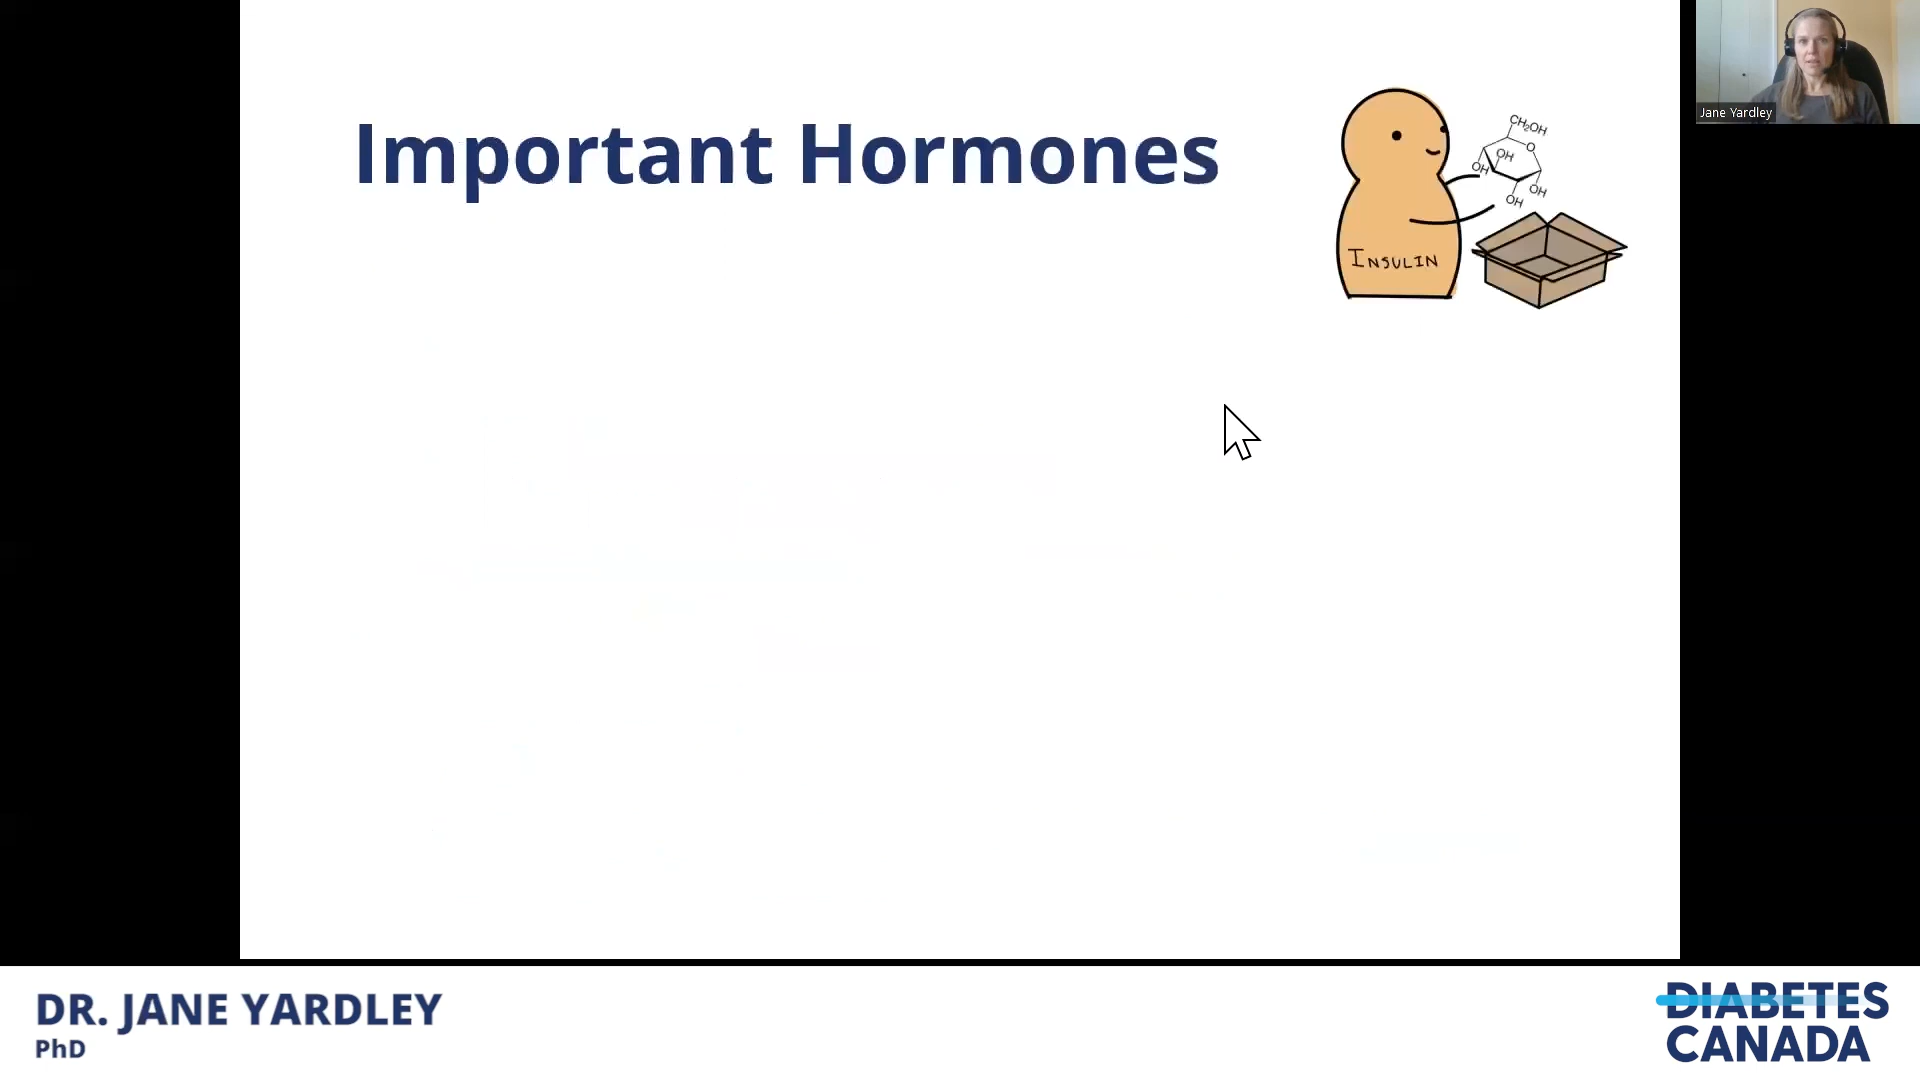 Important Hormones
CH₂OH
O
OH
OH
OH
OH
INSULIN
Jane Yardley
DR. JANE YARDLEY
PhD
DIABETES
CANADA